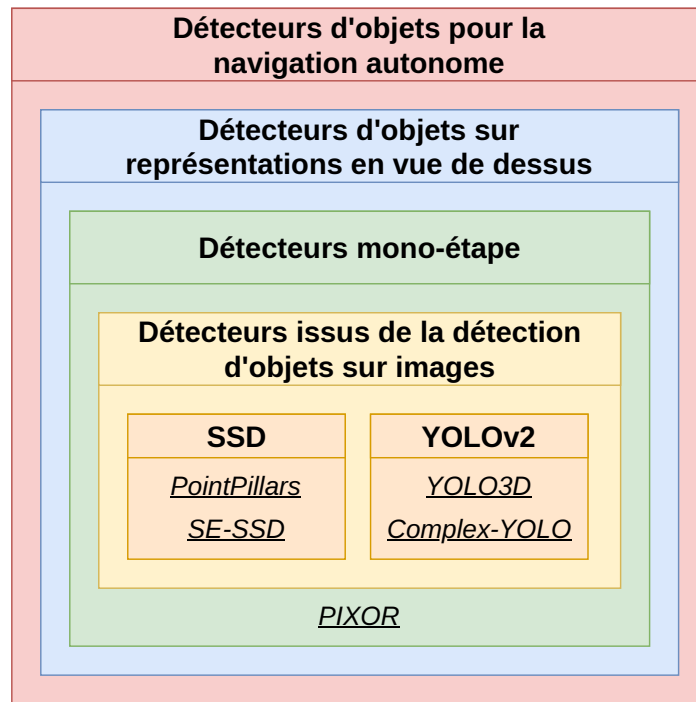 Détecteurs d'objets pour la
navigation autonome
Détecteurs d'objets sur
représentations en vue de dessus
Détecteurs mono-étape
Détecteurs issus de la détection
d'objets sur images
SSD
PointPillars
SE-SSD
YOLOv2
YOLO3D
Complex-YOLO
PIXOR